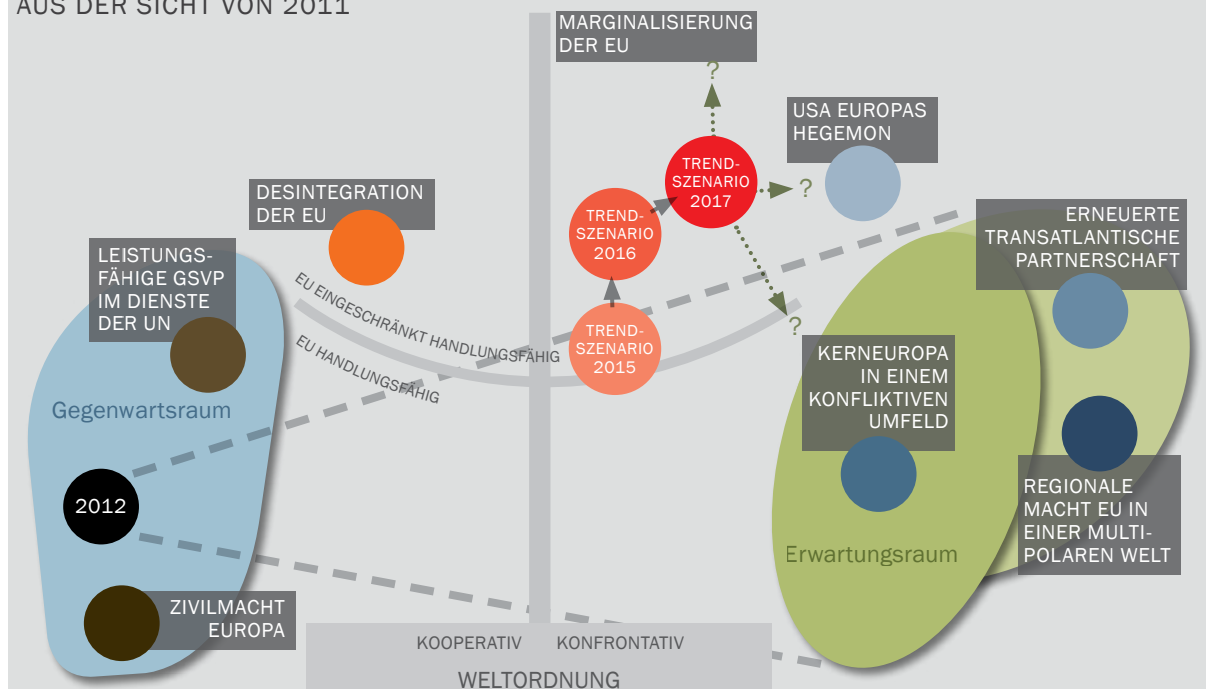 AUS DER SICHT VON 2011
MARGINALISIERUNG
DER EU
?
USA EUROPAS
HEGEMON
TREND-
SZENARIO
2017
?
DESINTEGRATION
DER EU
TREND-
SZENARIO
2016
ERNEUERTE
TRANSATLANTISCHE
PARTNERSCHAFT
LEISTUNGS-
FÄHIGE GSVP
IM DIENSTE
DER UN
EU EINGESCHRÄNKT HANDLUNGSFÄHIG
EU HANDLUNGSFÄHIG
TREND-
SZENARIO
2015
?
KERNEUROPA
IN EINEM
KONFLIKTIVEN
UMFELD
Gegenwartsraum
2012
REGIONALE
MACHT EU IN
EINER MULTI-
POLAREN WELT
Erwartungsraum
ZIVILMACHT
EUROPA
KOOPERATIV
KONFRONTATIV
WELTORDNUNG